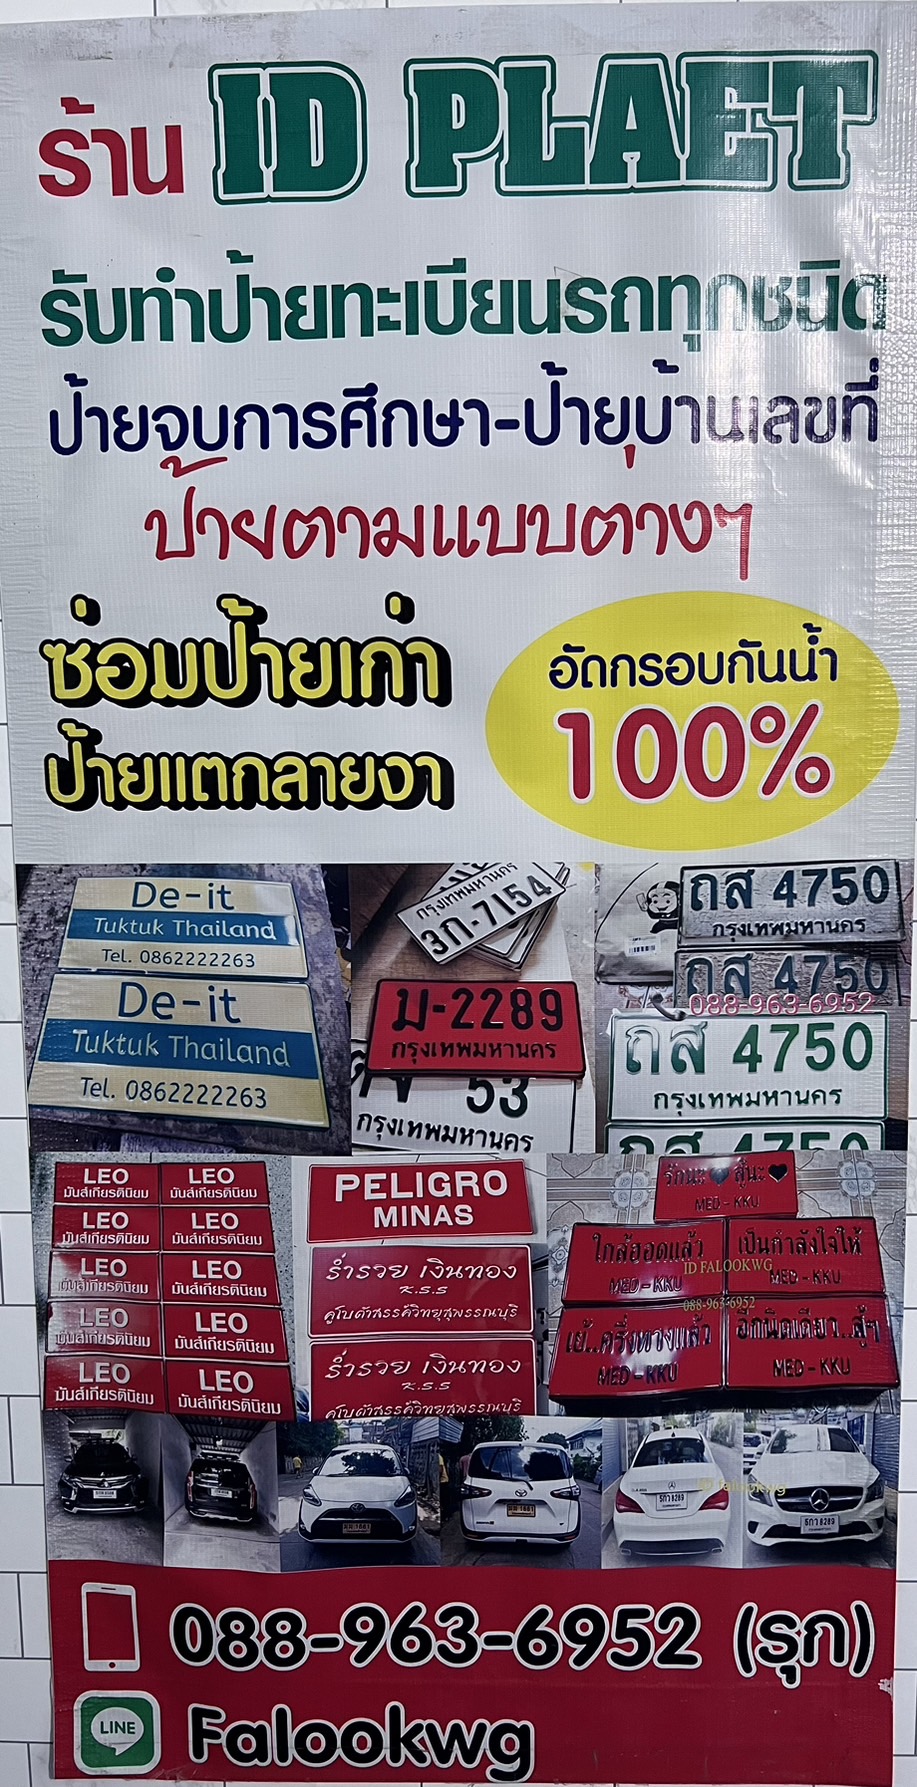 ร้าน ID PLAET
รับทำป้ายทะเบียนรถทุกชนิด
ป้ายจบการศึกษา-ป้ายบ้านเลขที่
ป้ายตามแบบต่างๆ
ซ่อมป้ายเก่า
ป้ายแตกลายงา
อัดกรอบกันน้ำ
100%
De-it
Tuktuk Thailand
Tel. 0862222263
De-it
Tuktuk Thailand
Tel. 0862222263
กรุงเทพมหานคร
3ก-7154
ม-2289
กรุงเทพมหานคร
53
กรุงเทพมหานคร
ถส 4750
กรุงเทพมหานคร
ถส 4750
088-963-6952
ถส 4750
กรุงเทพมหานคร
ถส 4750
LEO LEO
มันส์เกียรตินิยม มันส์เกียรตินิยม
LEO LEO
มันส์เกียรตินิยม มันส์เกียรตินิยม
LEO LEO
มันส์เกียรตินิยม มันส์เกียรตินิยม
LEO LEO
มันส์เกียรตินิยม มันส์เกียรตินิยม
LEO LEO
มันส์เกียรตินิยม มันส์เกียรตินิยม
PELIGRO
MINAS
ร่ำรวย เงินทอง
K.S.S
ร่ำรวย เงินทอง
K.S.S
รักนะ สู้นะ
MED-KKU
ใกล้ฮอดแล้ว
MED-KKU
เป็นกำลังใจให้
MED-KKU
ID FALOOKWG
088-963-6952
เย้..ครึ่งทางแล้ว
MED-KKU
อีกนิดเดียว..สู้ๆ
MED-KKU
088-963-6952 (รุก)
LINE
Falookwg